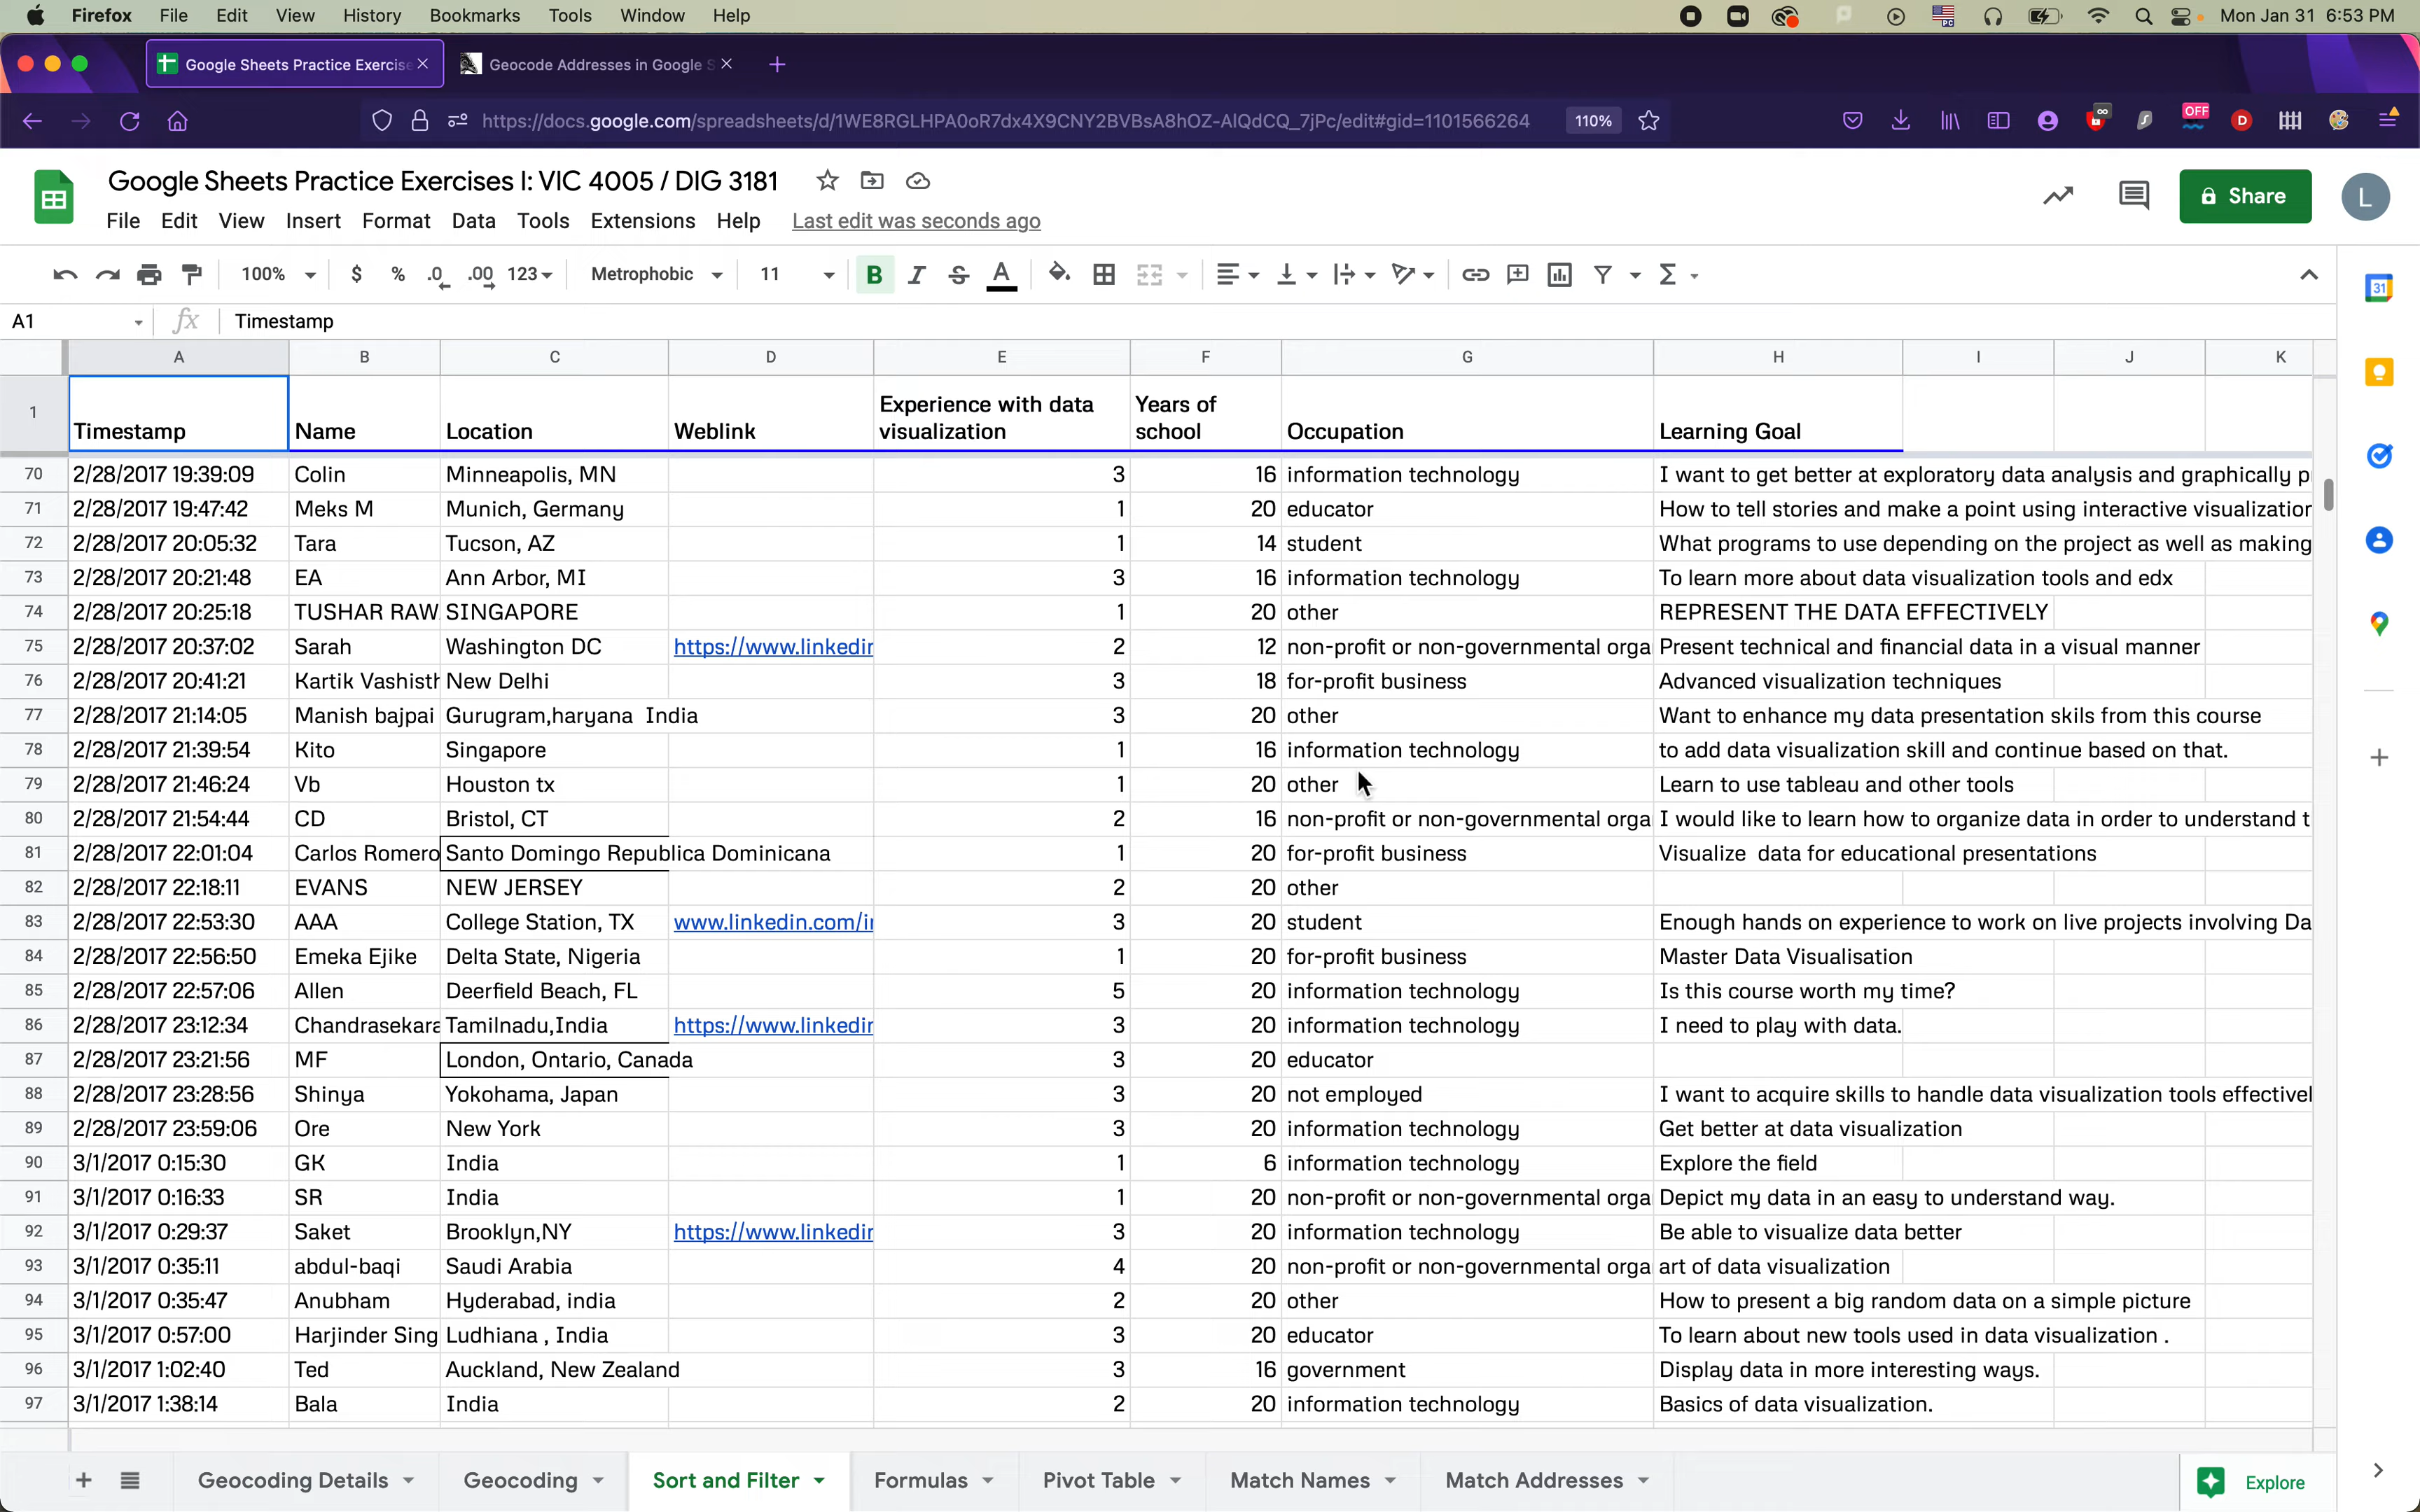 Firefox File Edit View History Bookmarks Tools Window Help Mon Jan 31 6:53 PM
Google Sheets Practice Exercise Geocode Addresses in Google S
https://docs.google.com/spreadsheets/d/1WE8RGLHPA0oR7dx4X9CNY2BVBsA8hOZ-AlQdCQ_7jPc/edit#gid=1101566264 110% OFF
Google Sheets Practice Exercises I: VIC 4005 / DIG 3181
Share L
File Edit View Insert Format Data Tools Extensions Help Last edit was seconds ago
100% $ % .0 .00 123 Metrophobic 11 B I S A
31
A1 fx Timestamp
A B C D E F G H I J K
1 Timestamp Name Location Weblink Experience with data visualization Years of school Occupation Learning Goal
70 2/28/2017 19:39:09 Colin Minneapolis, MN 3 16 information technology I want to get better at exploratory data analysis and graphically p
71 2/28/2017 19:47:42 Meks M Munich, Germany 1 20 educator How to tell stories and make a point using interactive visualization
72 2/28/2017 20:05:32 Tara Tucson, AZ 1 14 student What programs to use depending on the project as well as making
73 2/28/2017 20:21:48 EA Ann Arbor, MI 3 16 information technology To learn more about data visualization tools and edx
74 2/28/2017 20:25:18 TUSHAR RAW SINGAPORE 1 20 other REPRESENT THE DATA EFFECTIVELY
75 2/28/2017 20:37:02 Sarah Washington DC https://www.linkedin 2 12 non-profit or non-governmental orga Present technical and financial data in a visual manner
76 2/28/2017 20:41:21 Kartik Vashisth New Delhi 3 18 for-profit business Advanced visualization techniques
77 2/28/2017 21:14:05 Manish bajpai Gurugram,haryana India 3 20 other Want to enhance my data presentation skils from this course
78 2/28/2017 21:39:54 Kito Singapore 1 16 information technology to add data visualization skill and continue based on that.
79 2/28/2017 21:46:24 Vb Houston tx 1 20 other Learn to use tableau and other tools
80 2/28/2017 21:54:44 CD Bristol, CT 2 16 non-profit or non-governmental orga I would like to learn how to organize data in order to understand t
81 2/28/2017 22:01:04 Carlos Romero Santo Domingo Republica Dominicana 1 20 for-profit business Visualize data for educational presentations
82 2/28/2017 22:18:11 EVANS NEW JERSEY 2 20 other
83 2/28/2017 22:53:30 AAA College Station, TX www.linkedin.com/in 3 20 student Enough hands on experience to work on live projects involving Da
84 2/28/2017 22:56:50 Emeka Ejike Delta State, Nigeria 1 20 for-profit business Master Data Visualisation
85 2/28/2017 22:57:06 Allen Deerfield Beach, FL 5 20 information technology Is this course worth my time?
86 2/28/2017 23:12:34 Chandrasekara Tamilnadu,India https://www.linkedin 3 20 information technology I need to play with data.
87 2/28/2017 23:21:56 MF London, Ontario, Canada 3 20 educator
88 2/28/2017 23:28:56 Shinya Yokohama, Japan 3 20 not employed I want to acquire skills to handle data visualization tools effectivel
89 2/28/2017 23:59:06 Ore New York 3 20 information technology Get better at data visualization
90 3/1/2017 0:15:30 GK India 1 6 information technology Explore the field
91 3/1/2017 0:16:33 SR India 1 20 non-profit or non-governmental orga Depict my data in an easy to understand way.
92 3/1/2017 0:29:37 Saket Brooklyn,NY https://www.linkedin 3 20 information technology Be able to visualize data better
93 3/1/2017 0:35:11 abdul-baqi Saudi Arabia 4 20 non-profit or non-governmental orga art of data visualization
94 3/1/2017 0:35:47 Anubham Hyderabad, india 2 20 other How to present a big random data on a simple picture
95 3/1/2017 0:57:00 Harjinder Sing Ludhiana , India 3 20 educator To learn about new tools used in data visualization .
96 3/1/2017 1:02:40 Ted Auckland, New Zealand 3 16 government Display data in more interesting ways.
97 3/1/2017 1:38:14 Bala India 2 20 information technology Basics of data visualization.
Geocoding Details Geocoding Sort and Filter Formulas Pivot Table Match Names Match Addresses Explore